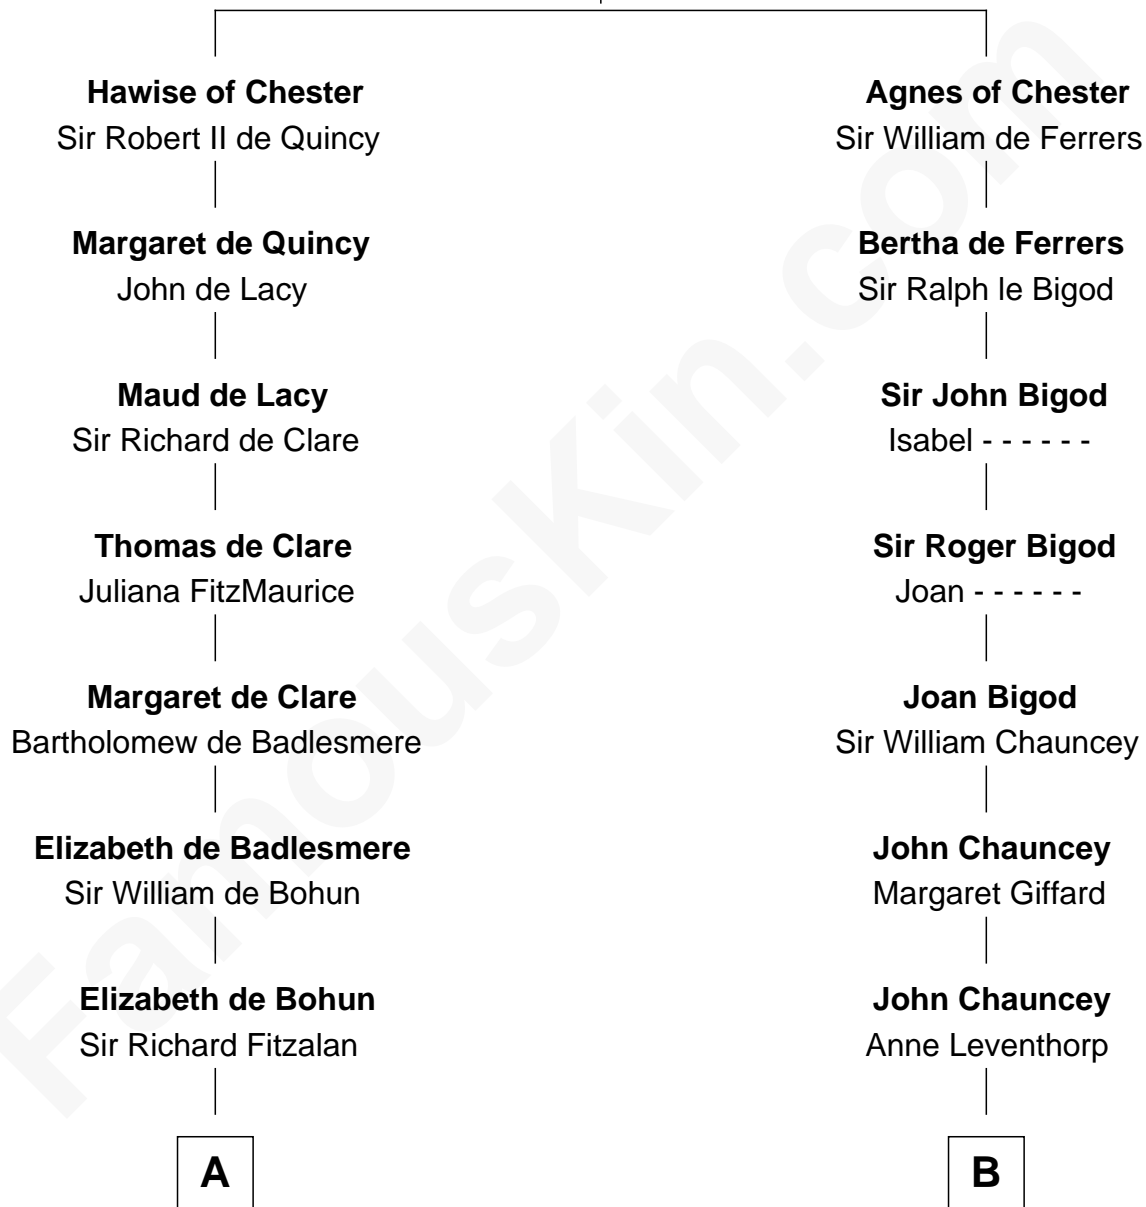 Hawise of Chester
Sir Robert II de Quincy
Margaret de Quincy
John de Lacy
Maud de Lacy
Sir Richard de Clare
Thomas de Clare
Juliana FitzMaurice
Margaret de Clare
Bartholomew de Badlesmere
Elizabeth de Badlesmere
Sir William de Bohun
Elizabeth de Bohun
Sir Richard Fitzalan
A
Agnes of Chester
Sir William de Ferrers
Bertha de Ferrers
Sir Ralph le Bigod
Sir John Bigod
Isabel - - - - - -
Sir Roger Bigod
Joan - - - - - -
Joan Bigod
Sir William Chauncey
John Chauncey
Margaret Giffard
John Chauncey
Anne Leventhorp
B
FamousKin.com